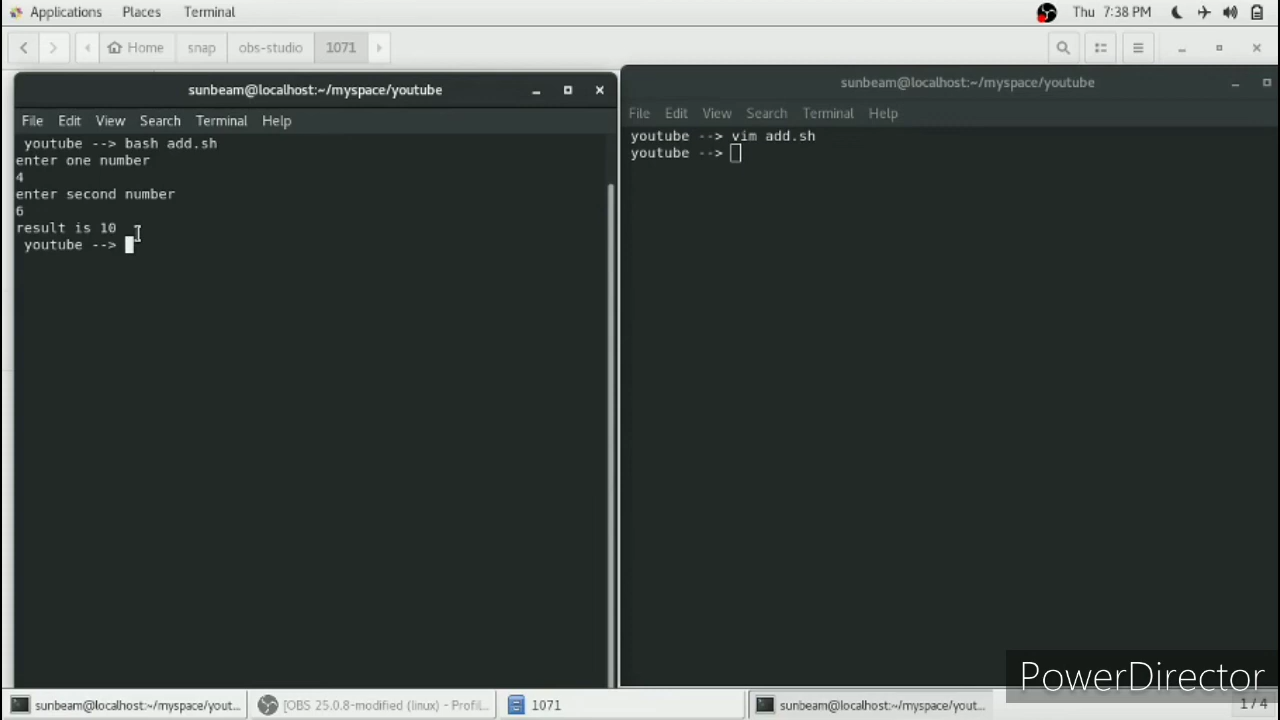 Applications Places Terminal Thu 7:38 PM
Home snap obs-studio 1071
sunbeam@localhost:~/myspace/youtube
File Edit View Search Terminal Help
youtube --> bash add.sh
enter one number
4
enter second number
6
result is 10
youtube -->
sunbeam@localhost:~/myspace/youtube
File Edit View Search Terminal Help
youtube --> vim add.sh
youtube -->
PowerDirector
sunbeam@localhost:~/myspace/yout... [OBS 25.0.8-modified (linux) - Profil... 1071 sunbeam@localhost:~/myspace/yout... 1 / 4